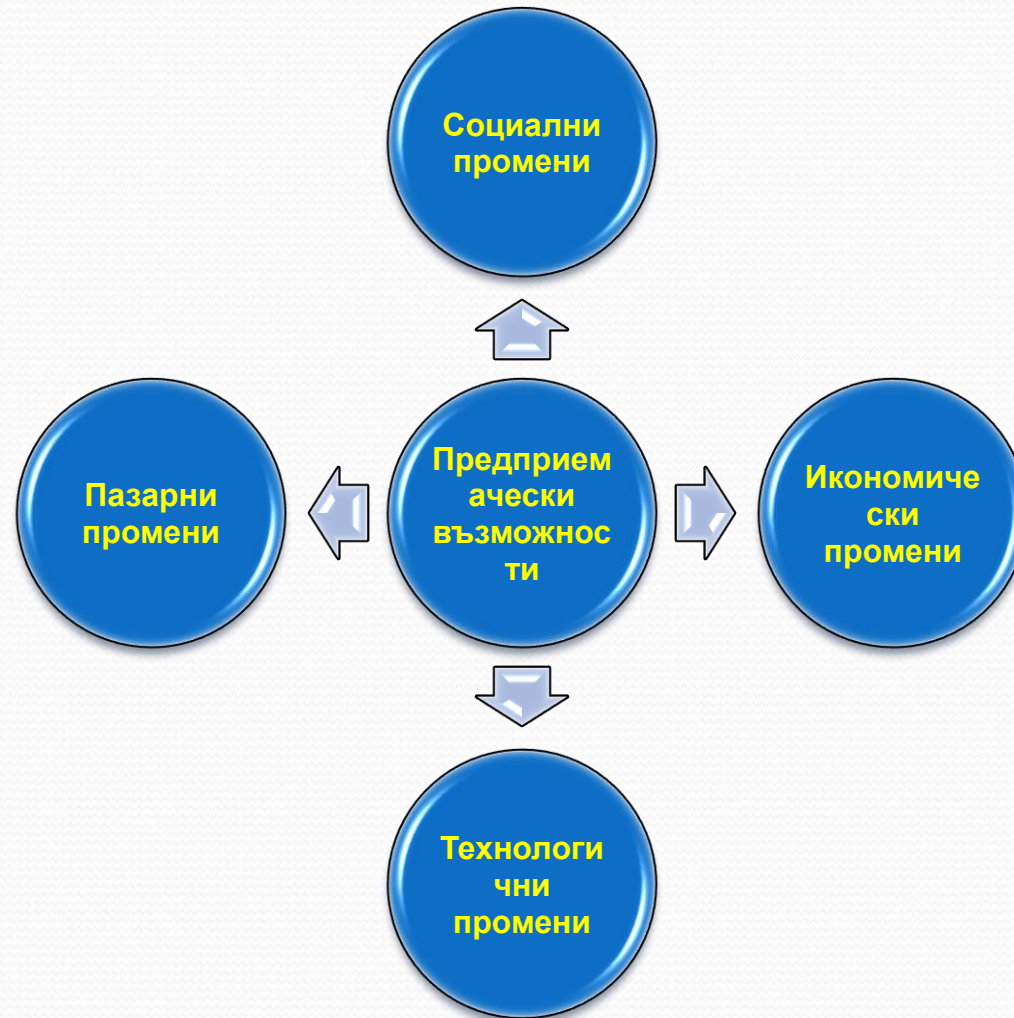 Социални
промени
Пазарни
промени
Предприем
ачески
възможнос
ти
Икономиче
ски
промени
Технологи
чни
промени